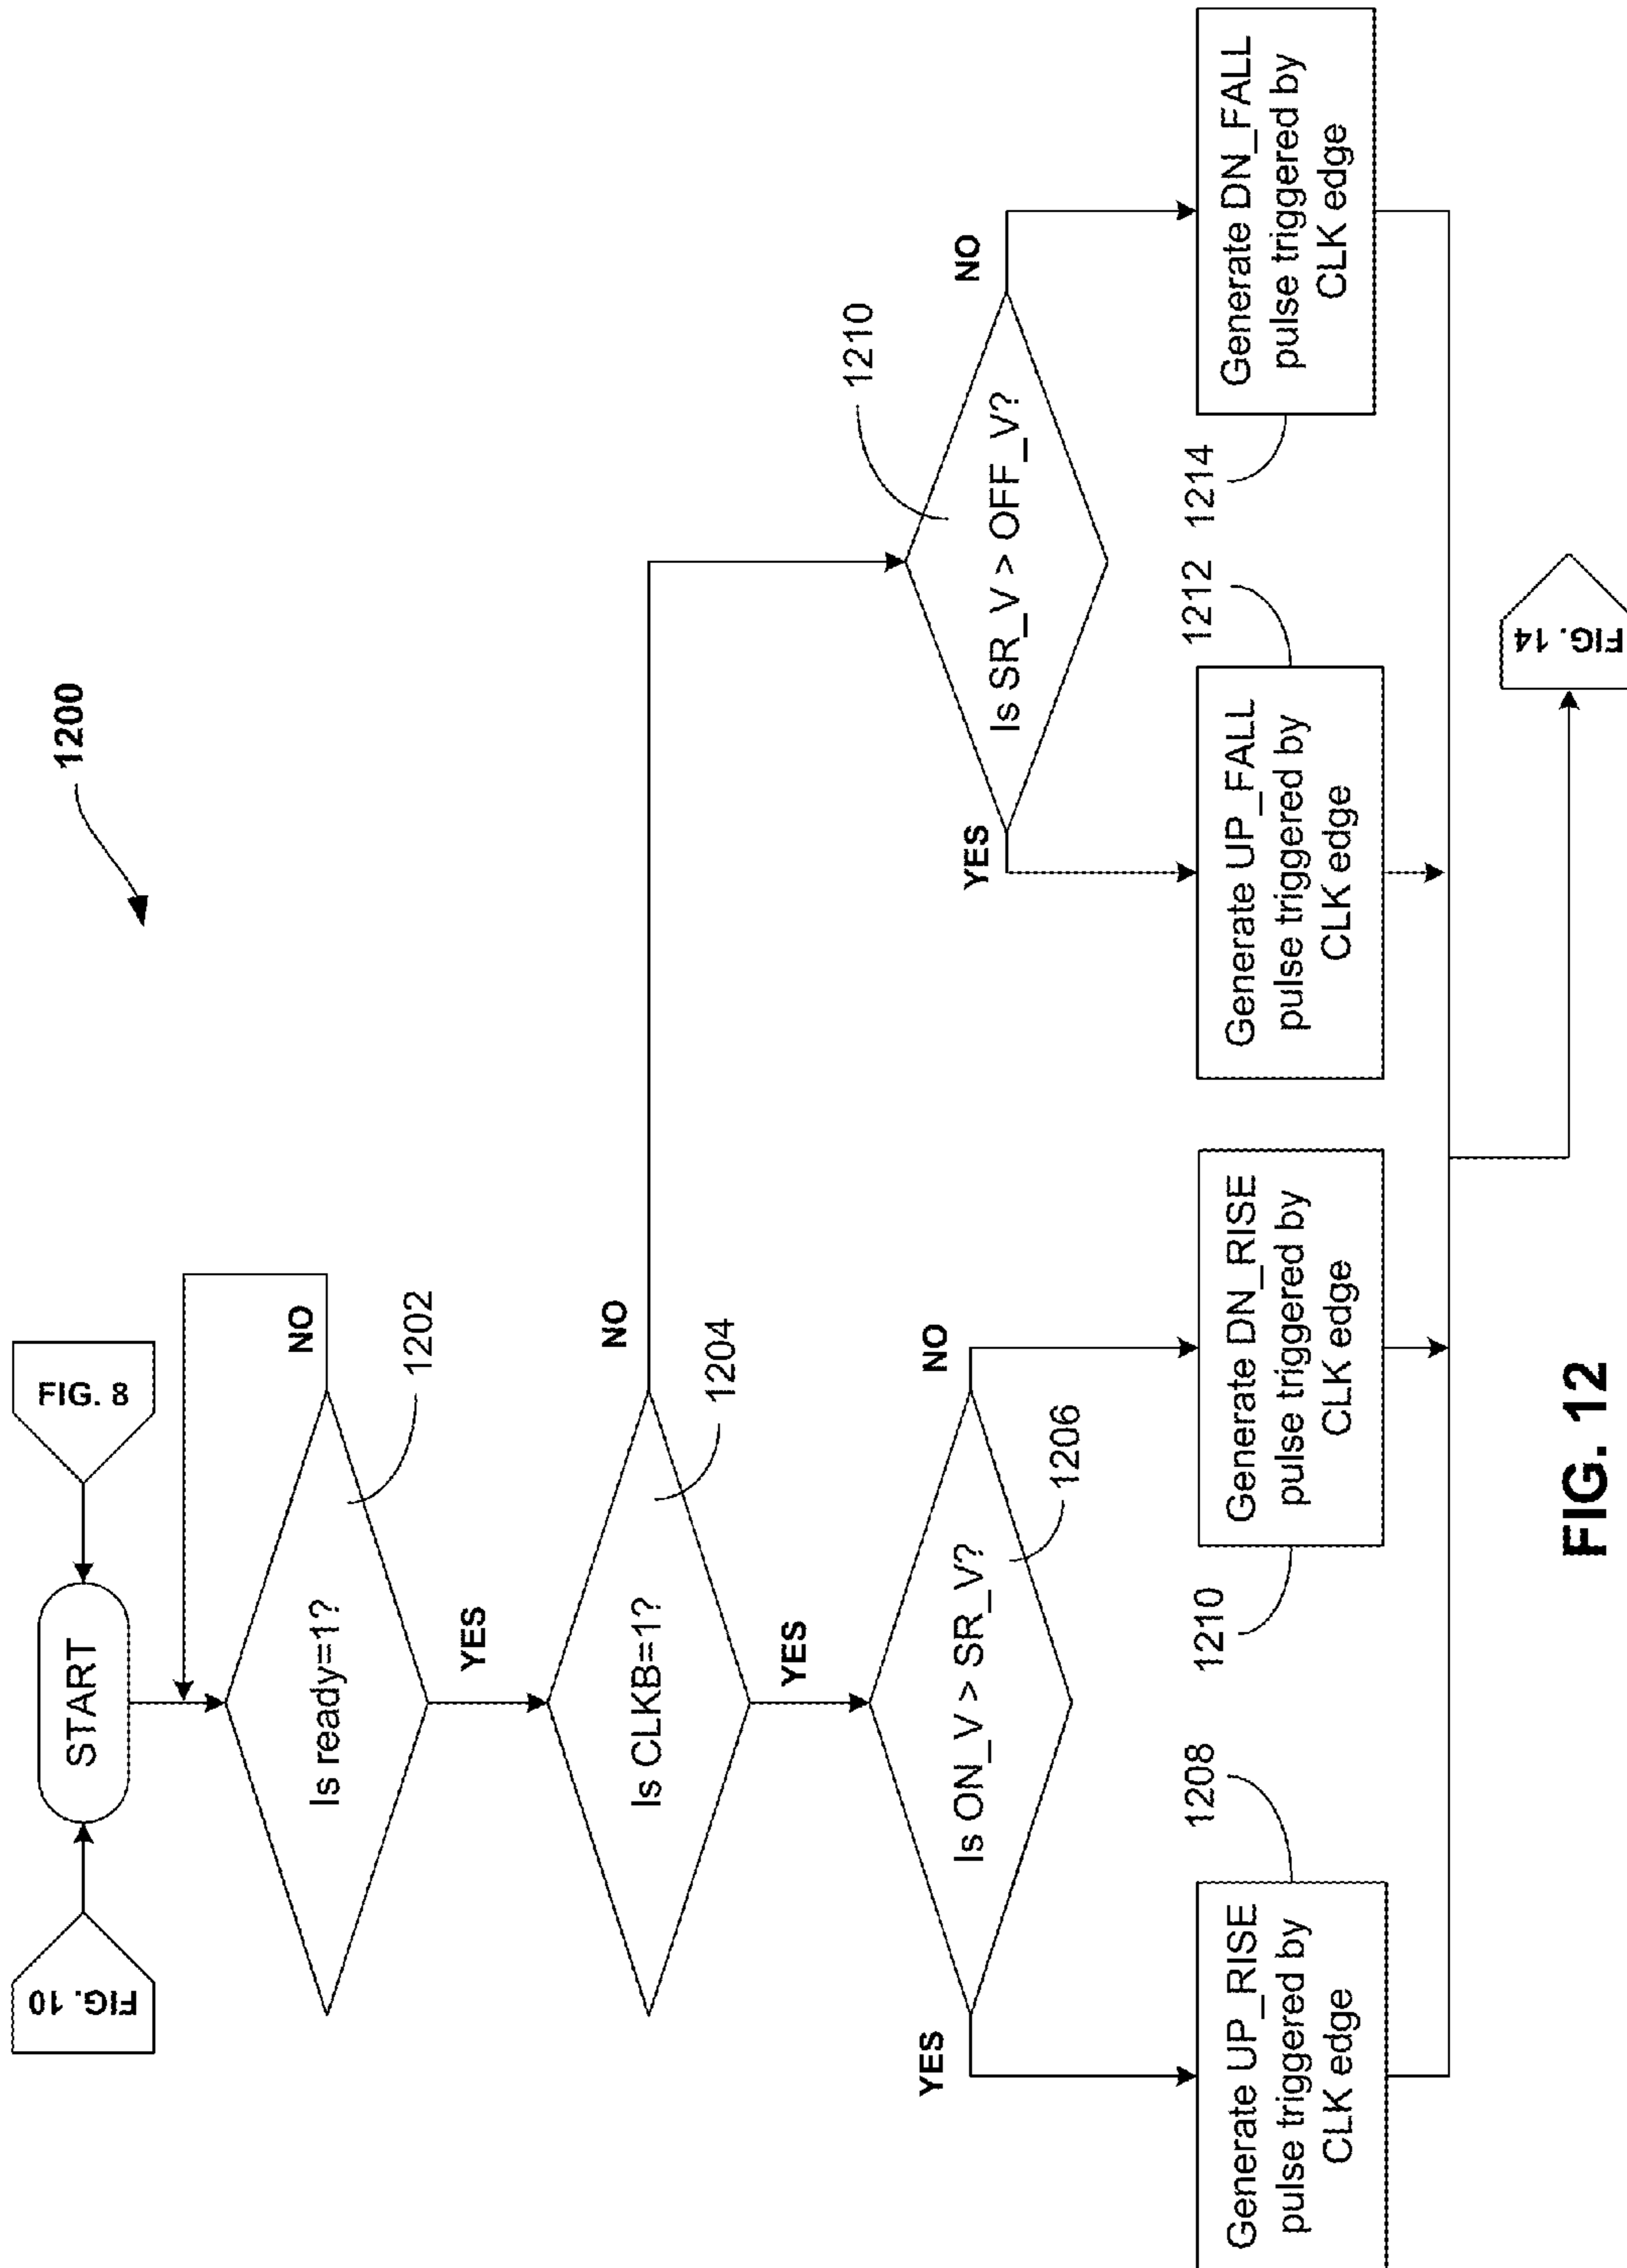 1200
FIG. 10
START
FIG. 8
Is ready=1?
NO
1202
YES
Is CLKB=1?
NO
1204
YES
Is ON_V > SR_V?
YES
NO
1206
Is SR_V > OFF_V?
YES
NO
1210
1208
Generate UP_RISE
pulse triggered by
CLK edge
1210
Generate DN_RISE
pulse triggered by
CLK edge
1212
Generate UP_FALL
pulse triggered by
CLK edge
1214
Generate DN_FALL
pulse triggered by
CLK edge
FIG. 14
FIG. 12